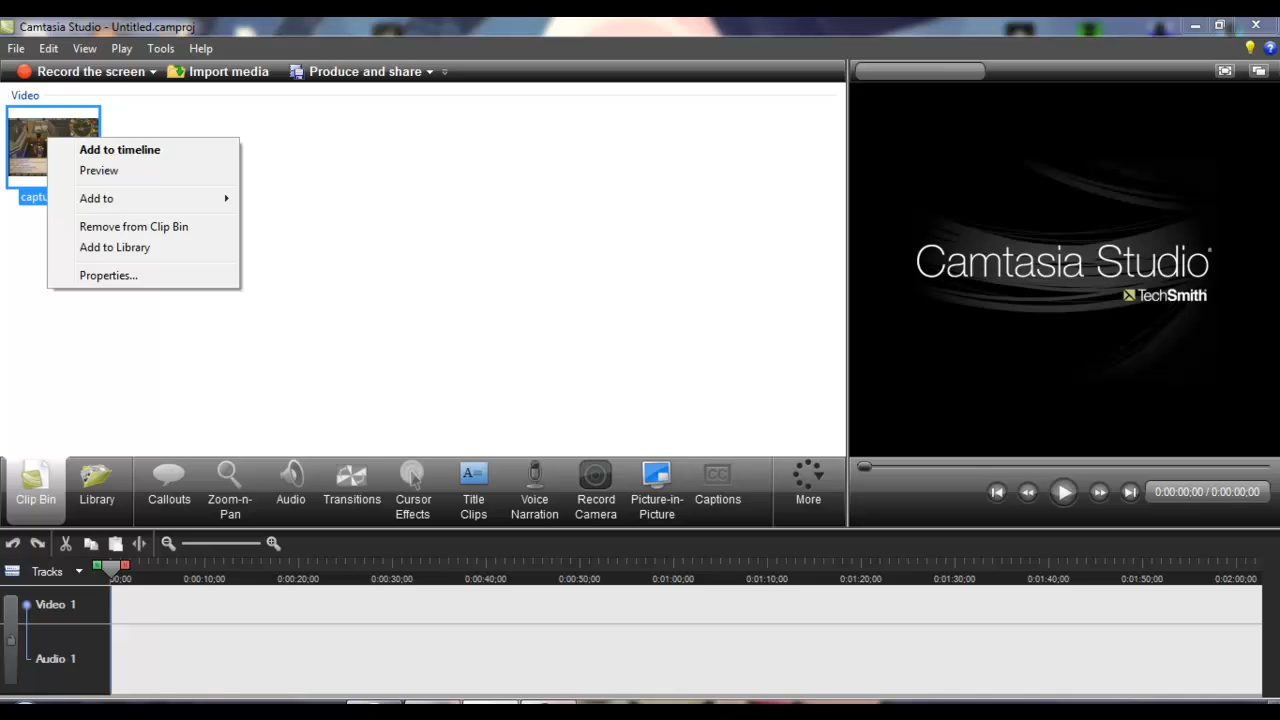 Camtasia Studio - Untitled.camproj
File Edit View Play Tools Help
Record the screen Import media Produce and share
Video
Add to timeline
Preview
Add to
Remove from Clip Bin
Add to Library
Properties...
captu
Camtasia Studio
TechSmith
Clip Bin
Library
Callouts
Zoom-n-
Pan
Audio
Transitions
Cursor
Effects
Title
Clips
Voice
Narration
Record
Camera
Picture-in-
Picture
CC
Captions
More
0:00:00;00 / 0:00:00;00
Tracks
00;00 0:00:10;00 0:00:20;00 0:00:30;00 0:00:40;00 0:00:50;00 0:01:00;00 0:01:10;00 0:01:20;00 0:01:30;00 0:01:40;00 0:01:50;00 0:02:00;00
Video 1
Audio 1